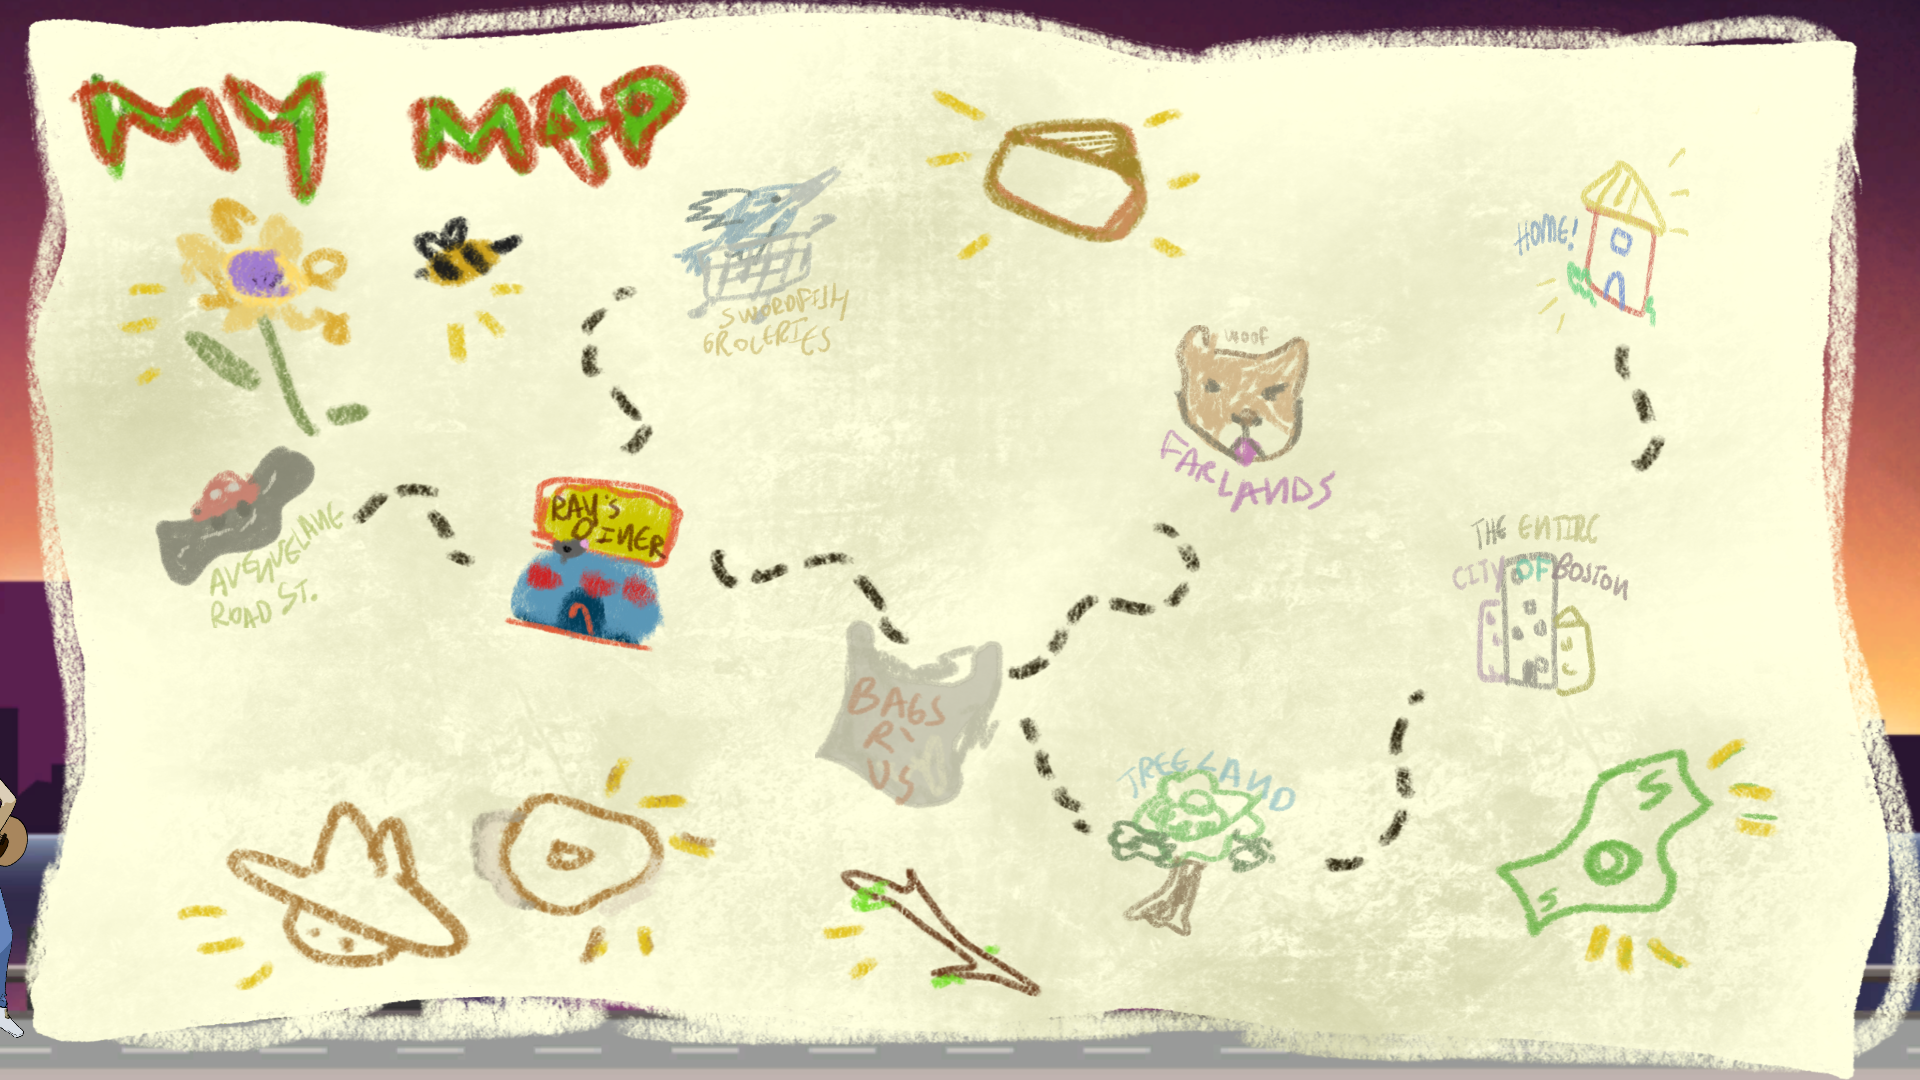 MY MAP
SWORDFISH
GROCERIES
HOME!
WOOF
FARLANDS
AVENUELANE
ROAD ST.
RAY'S
DINER
THE ENTIRE
CITY OF BOSTON
BAGS
R'
US
TREELAND
S
S